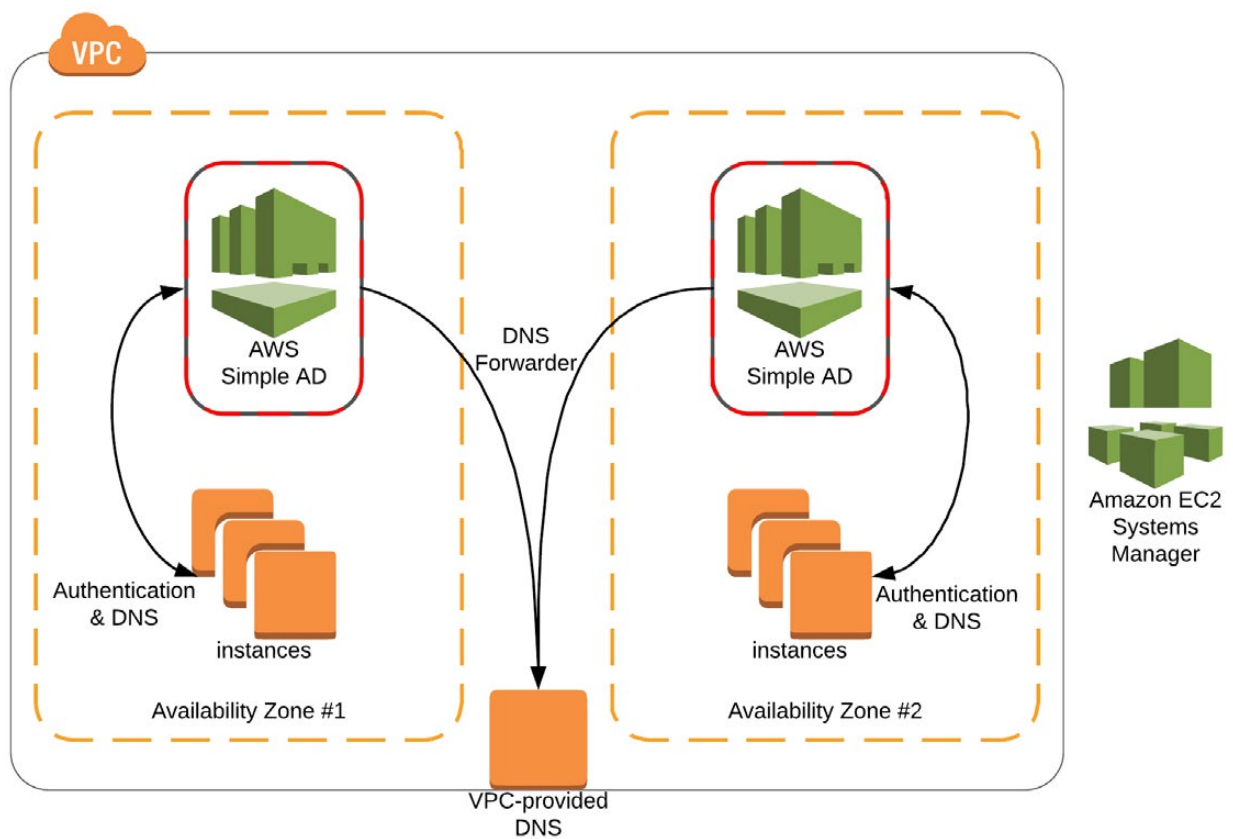 VPC
AWS
Simple AD
DNS
Forwarder
AWS
Simple AD
Amazon EC2
Systems
Manager
Authentication
& DNS
instances
Authentication
& DNS
instances
Availability Zone #1
Availability Zone #2
VPC-provided
DNS